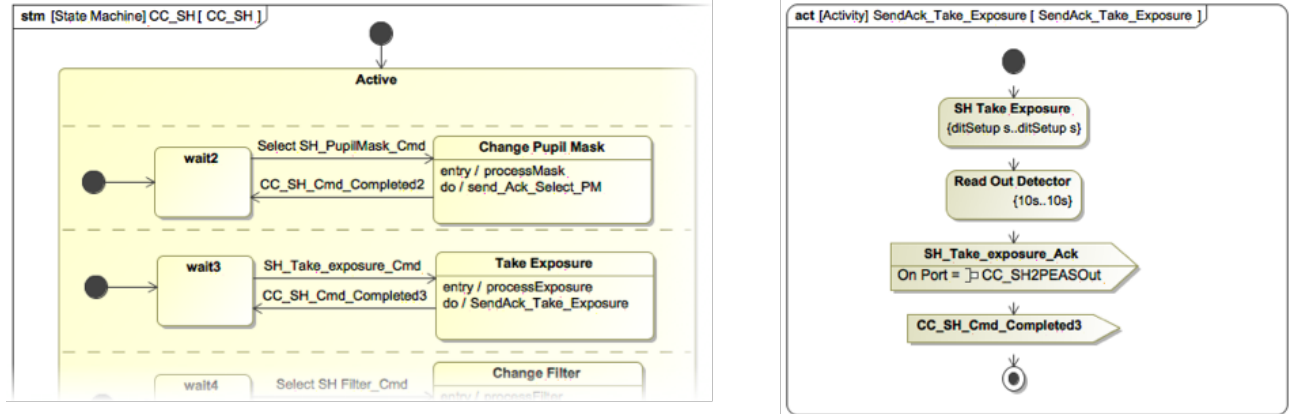 stm [State Machine] CC_SH [ CC_SH ]
Active
wait2
Select SH_PupilMask_Cmd
CC_SH_Cmd_Completed2
Change Pupil Mask
entry / processMask
do / send_Ack_Select_PM
wait3
SH_Take_exposure_Cmd
CC_SH_Cmd_Completed3
Take Exposure
entry / processExposure
do / SendAck_Take_Exposure
wait4
Select SH Filter_Cmd
Change Filter
entry / processFilter
act [Activity] SendAck_Take_Exposure [ SendAck_Take_Exposure ]
SH Take Exposure
{ditSetup s..ditSetup s}
Read Out Detector
{10s..10s}
SH_Take_exposure_Ack
On Port = CC_SH2PEASOut
CC_SH_Cmd_Completed3